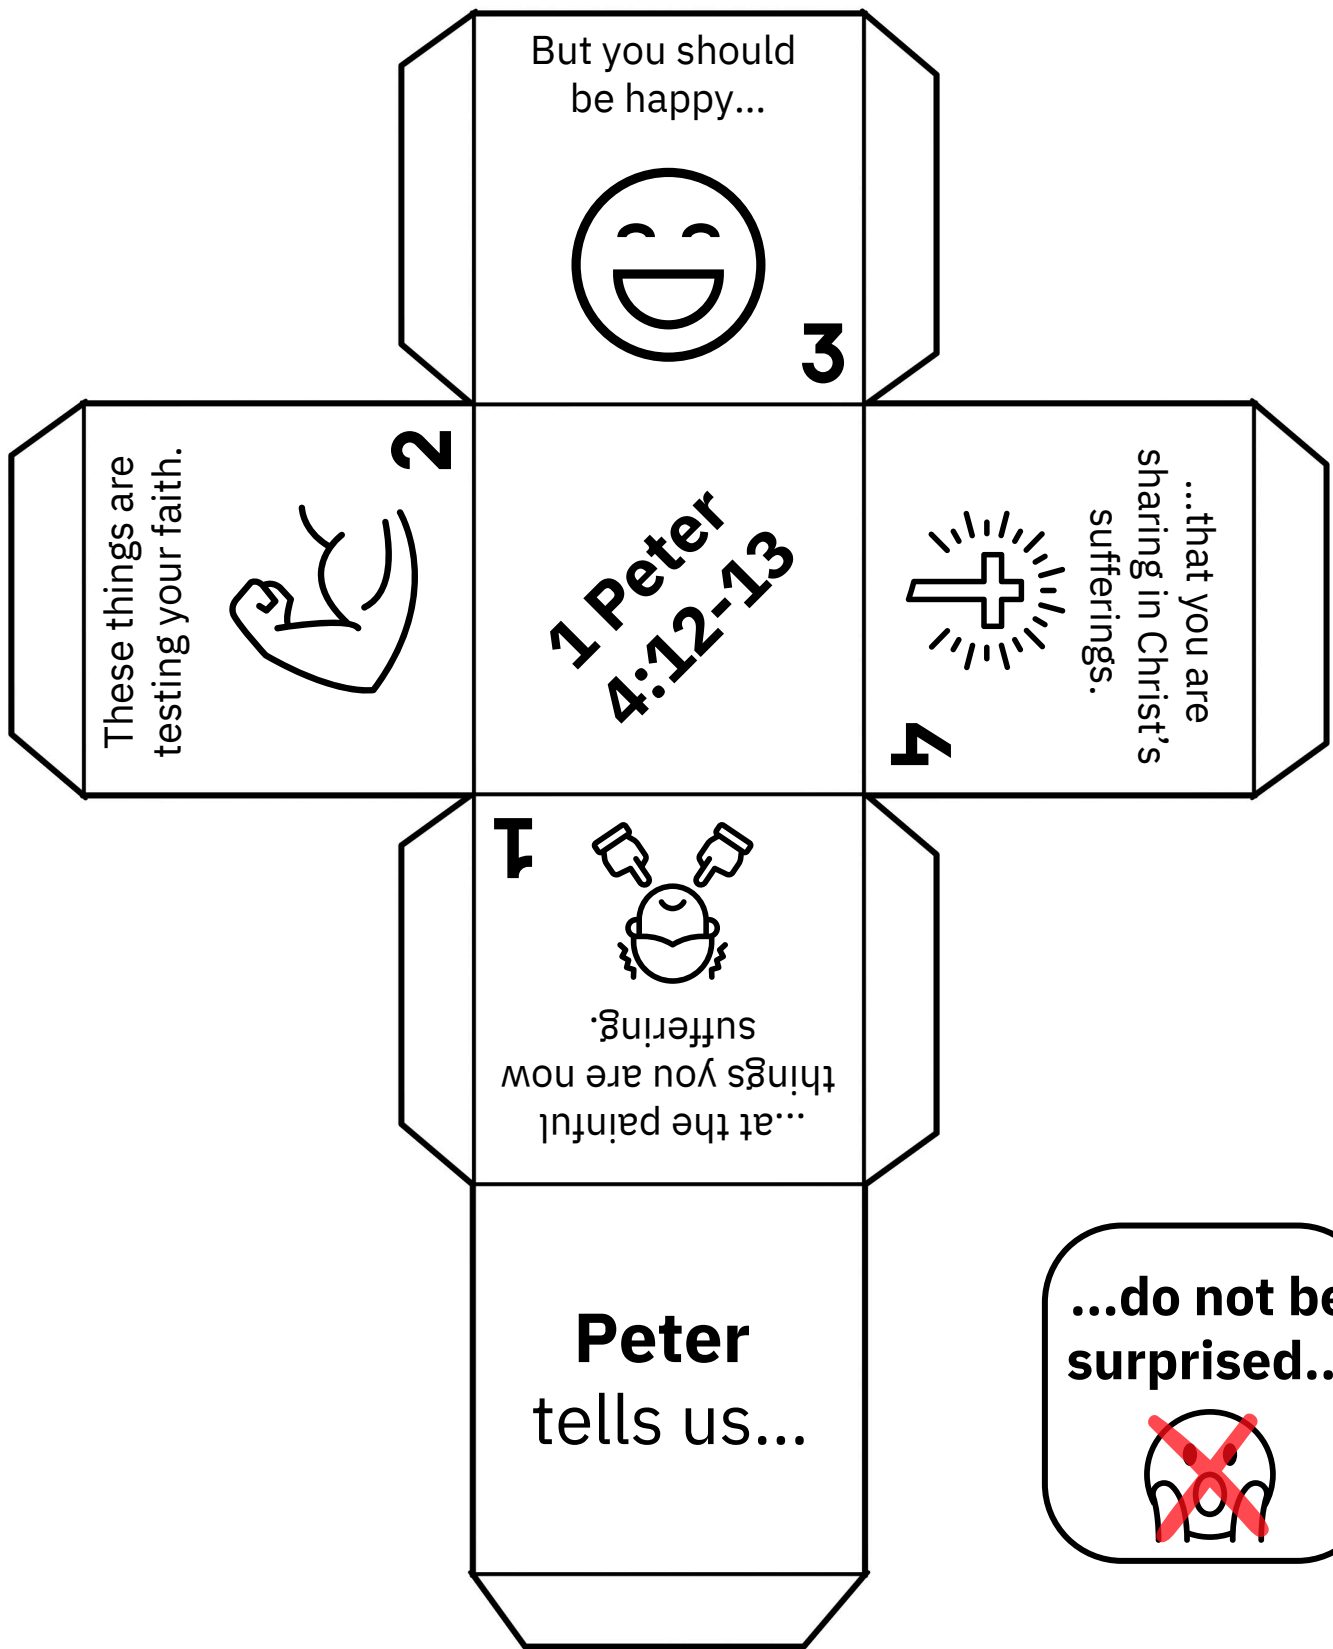 But you should
be happy...
3
These things are
testing your faith.
2
1 Peter
4:12-13
...that you are
sharing in Christ's
sufferings.
4
1
...at the painful
things you are now
suffering.
Peter
tells us...
...do not be
surprised...